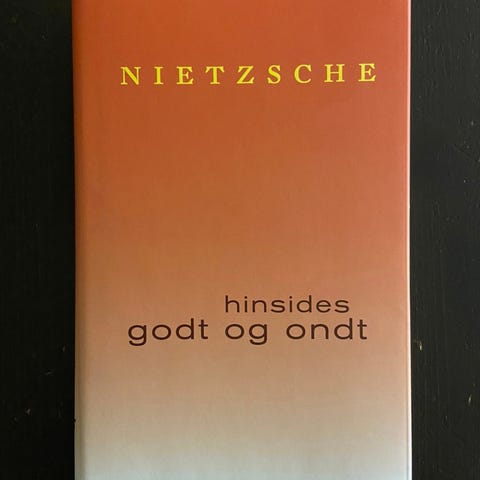 NIETZSCHE
hinsides
godt og ondt